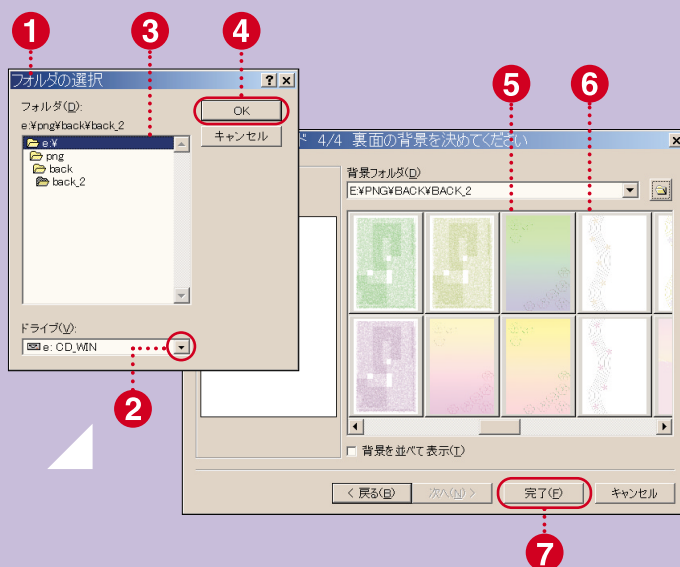 1
3
4
5
6
フォルダの選択
?
×
フォルダ(D):
e:¥png¥back¥back_2
e:¥
png
back
back_2
OK
キャンセル
ドライブ(V):
e: CD_WIN
2
ド 4/4 裏面の背景を決めてください
×
背景フォルダ(D)
E:¥PNG¥BACK¥BACK_2
背景を並べて表示(T)
< 戻る(B)
次へ(N) >
完了(F)
キャンセル
7